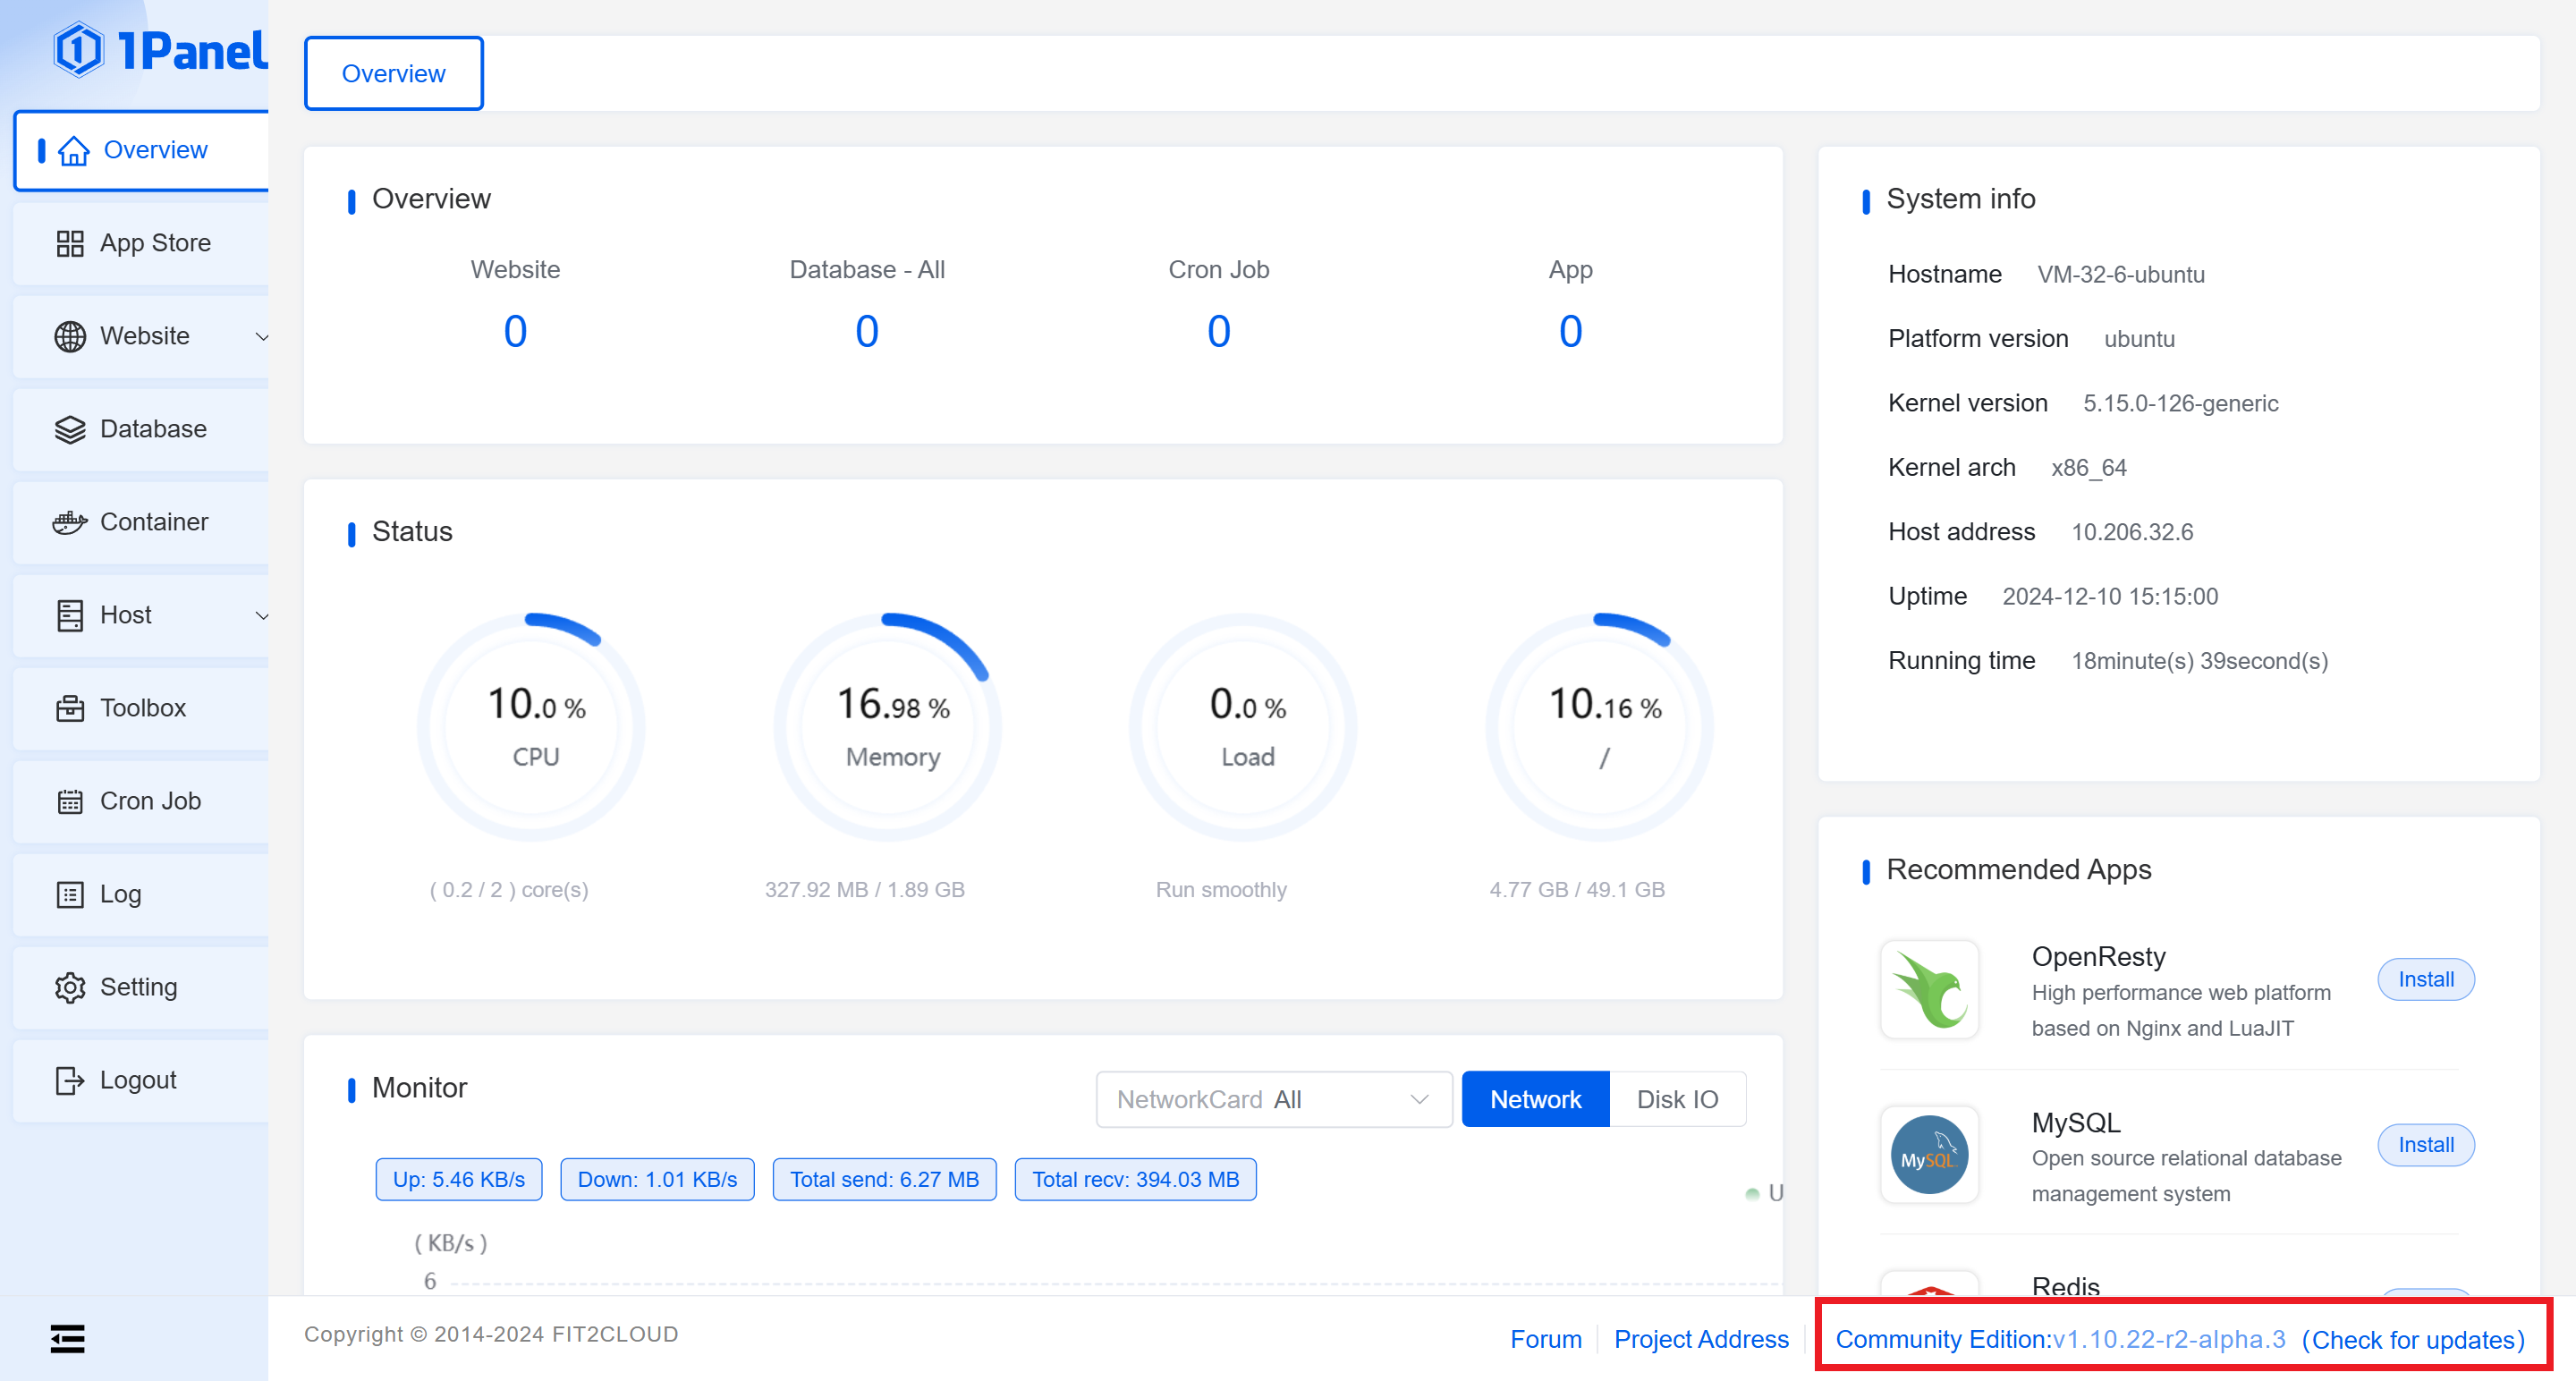 1Panel
Overview
App Store
Website
Database
Container
Host
Toolbox
Cron Job
Log
Setting
Logout
Overview
Overview
Website
Database - All
Cron Job
App
0
0
0
0
Status
10.0 %
CPU
( 0.2 / 2 ) core(s)
16.98 %
Memory
327.92 MB / 1.89 GB
0.0 %
Load
Run smoothly
10.16 %
/
4.77 GB / 49.1 GB
Monitor
NetworkCard All
Network
Disk IO
Up: 5.46 KB/s
Down: 1.01 KB/s
Total send: 6.27 MB
Total recv: 394.03 MB
U
( KB/s )
6
System info
Hostname VM-32-6-ubuntu
Platform version ubuntu
Kernel version 5.15.0-126-generic
Kernel arch x86_64
Host address 10.206.32.6
Uptime 2024-12-10 15:15:00
Running time 18minute(s) 39second(s)
Recommended Apps
OpenResty
High performance web platform
based on Nginx and LuaJIT
Install
MySQL
MySQL
Open source relational database
management system
Install
Redis
Copyright © 2014-2024 FIT2CLOUD
Forum
Project Address
Community Edition:v1.10.22-r2-alpha.3 (Check for updates)